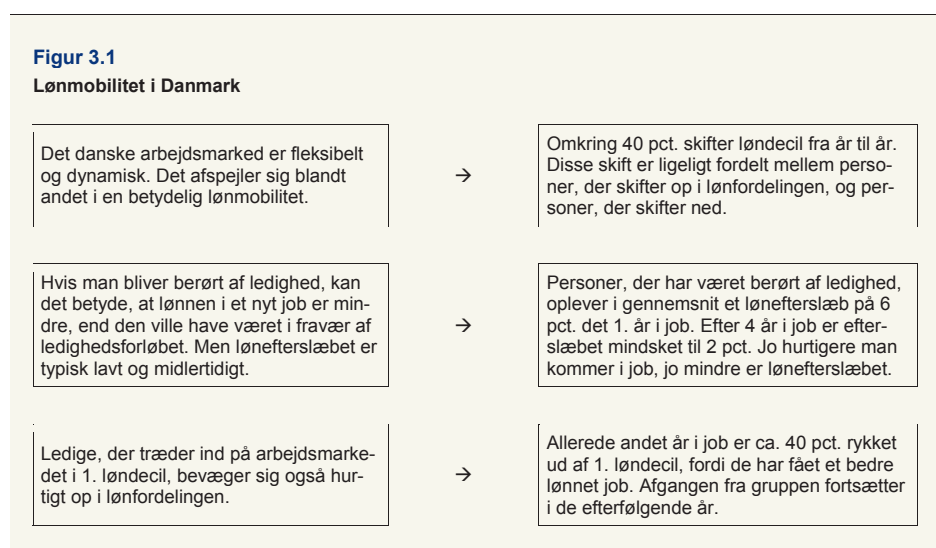 Figur 3.1
Lønmobilitet i Danmark
Det danske arbejdsmarked er fleksibelt
og dynamisk. Det afspejler sig blandt
andet i en betydelig lønmobilitet.
→
Omkring 40 pct. skifter løndecil fra år til år.
Disse skift er ligeligt fordelt mellem perso-
ner, der skifter op i lønfordelingen, og per-
soner, der skifter ned.
Hvis man bliver berørt af ledighed, kan
det betyde, at lønnen i et nyt job er min-
dre, end den ville have været i fravær af
ledighedsforløbet. Men lønefterslæbet er
typisk lavt og midlertidigt.
→
Personer, der har været berørt af ledighed,
oplever i gennemsnit et lønefterslæb på 6
pct. det 1. år i job. Efter 4 år i job er efter-
slæbet mindsket til 2 pct. Jo hurtigere man
kommer i job, jo mindre er lønefterslæbet.
Ledige, der træder ind på arbejdsmarke-
det i 1. løndecil, bevæger sig også hur-
tigt op i lønfordelingen.
→
Allerede andet år i job er ca. 40 pct. rykket
ud af 1. løndecil, fordi de har fået et bedre
lønnet job. Afgangen fra gruppen fortsætter
i de efterfølgende år.